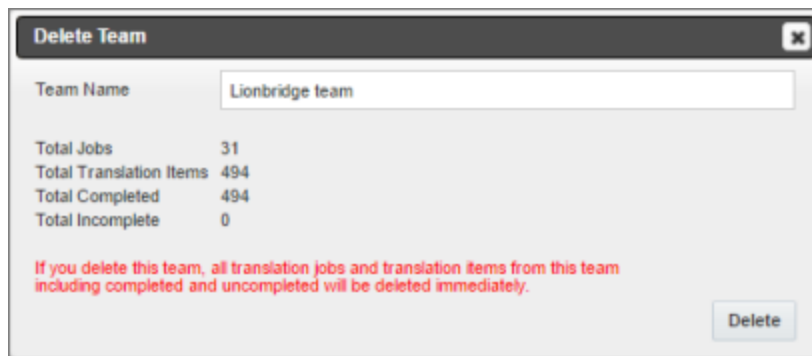 Delete Team
Team Name Lionbridge team
Total Jobs 31
Total Translation Items 494
Total Completed 494
Total Incomplete 0
If you delete this team, all translation jobs and translation items from this team
including completed and uncompleted will be deleted immediately.
Delete